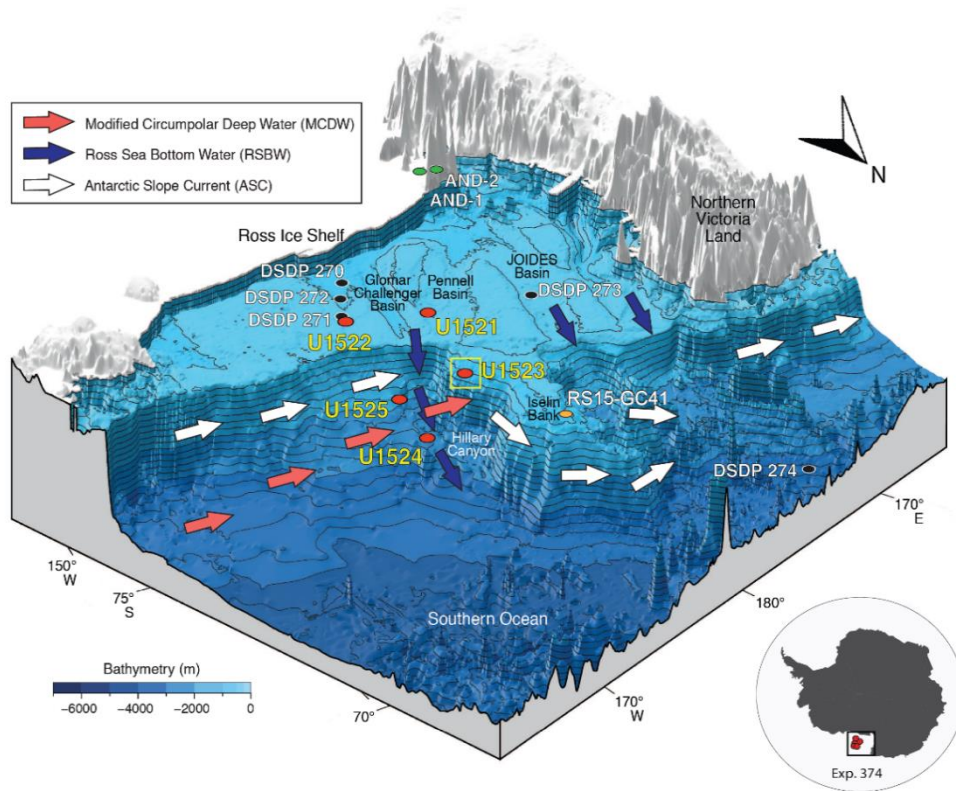 Modified Circumpolar Deep Water (MCDW)
Ross Sea Bottom Water (RSBW)
Antarctic Slope Current (ASC)
N
AND-2
AND-1
Northern
Victoria
Land
Ross Ice Shelf
JOIDES
Basin
DSDP 270
Glomar
Challenger
Basin
Pennell
Basin
DSDP 273
DSDP 272
DSDP 271
U1522
U1521
U1523
U1525
Iselin
Bank
RS15-GC41
U1524
Hillary
Canyon
DSDP 274
170°
E
150°
W
75°
S
180°
Southern Ocean
Bathymetry (m)
−6000
−4000
−2000
0
70°
170°
W
Exp. 374